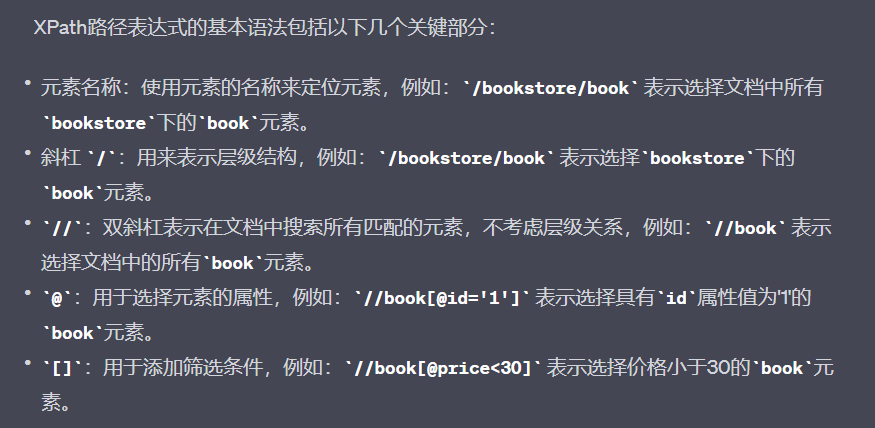 XPath路径表达式的基本语法包括以下几个关键部分：
• 元素名称：使用元素的名称来定位元素，例如：`/bookstore/book` 表示选择文档中所有
`bookstore`下的`book`元素。
• 斜杠 `/`：用来表示层级结构，例如：`/bookstore/book` 表示选择`bookstore`下的
`book`元素。
• `//`：双斜杠表示在文档中搜索所有匹配的元素，不考虑层级关系，例如：`//book` 表示
选择文档中的所有`book`元素。
• `@`：用于选择元素的属性，例如：`//book[@id='1']` 表示选择具有`id`属性值为'1'的
`book`元素。
• `[]`：用于添加筛选条件，例如：`//book[@price<30]` 表示选择价格小于30的`book`元
素。